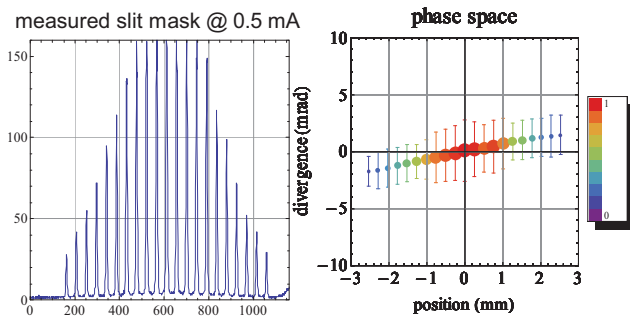 measured slit mask @ 0.5 mA
150
100
50
0
0 200 400 600 800 1000
phase space
10
5
0
−5
−10
−3 −2 −1 0 1 2 3
divergence (mrad)
position (mm)
1
0